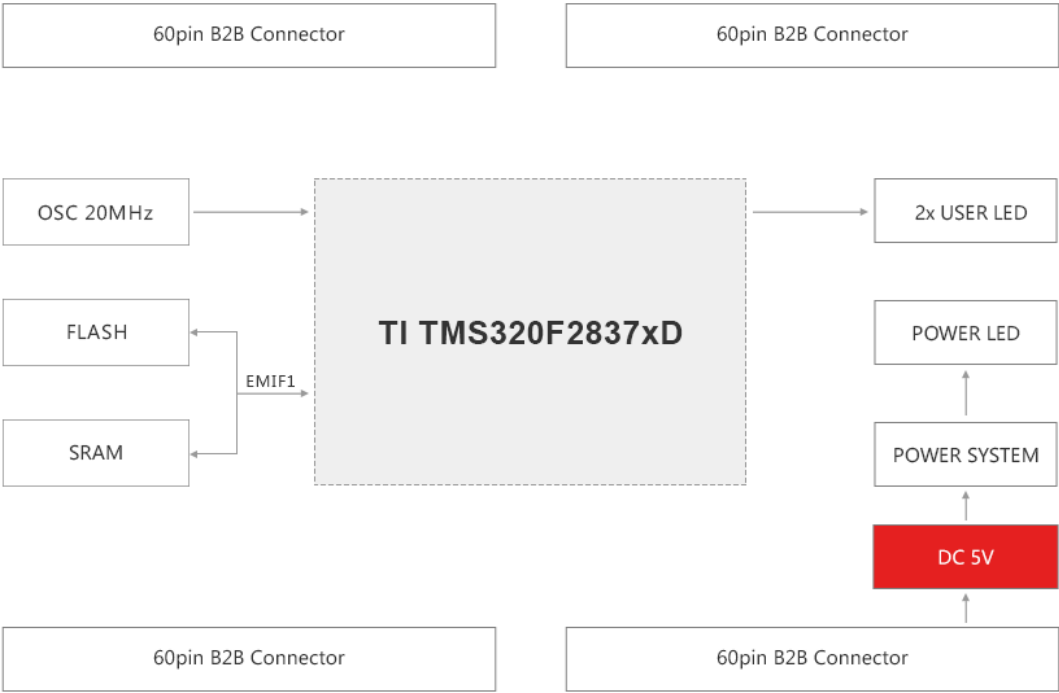 60pin B2B Connector
60pin B2B Connector
OSC 20MHz
2x USER LED
FLASH
TI TMS320F2837xD
POWER LED
EMIF1
SRAM
POWER SYSTEM
DC 5V
60pin B2B Connector
60pin B2B Connector